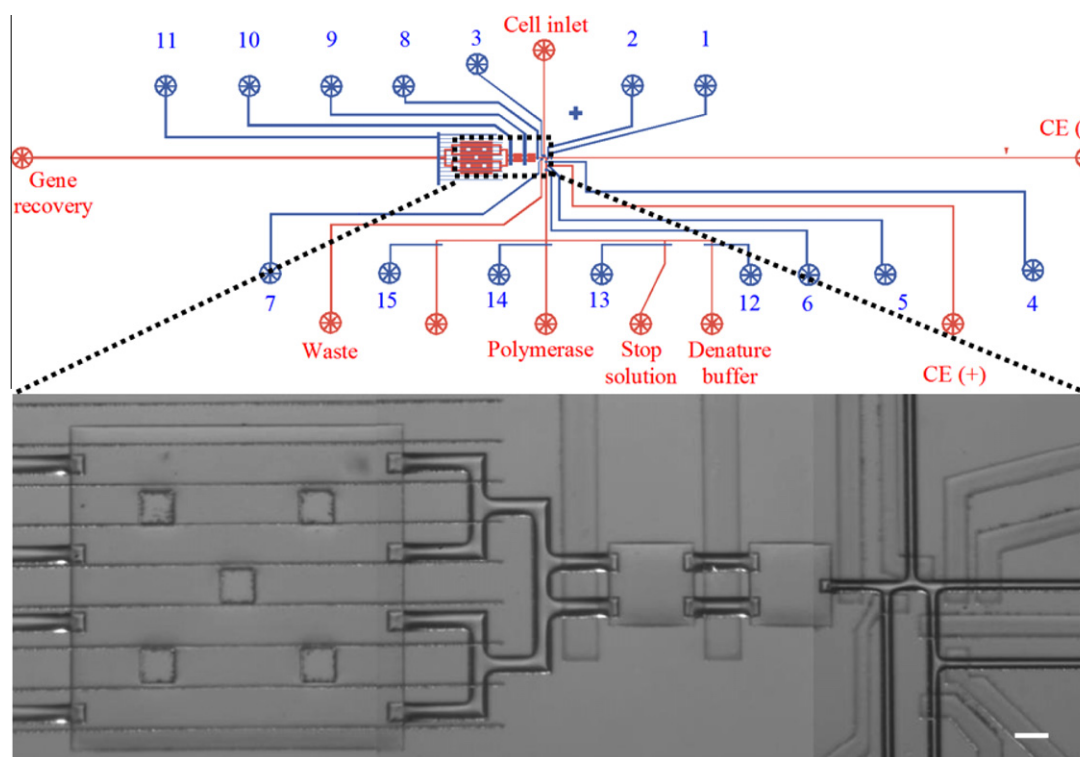 Cell inlet
11
10
9
8
3
2
1
CE (
Gene
recovery
7
15
14
13
12
6
5
4
Waste
Polymerase
Stop
solution
Denature
buffer
CE (+)